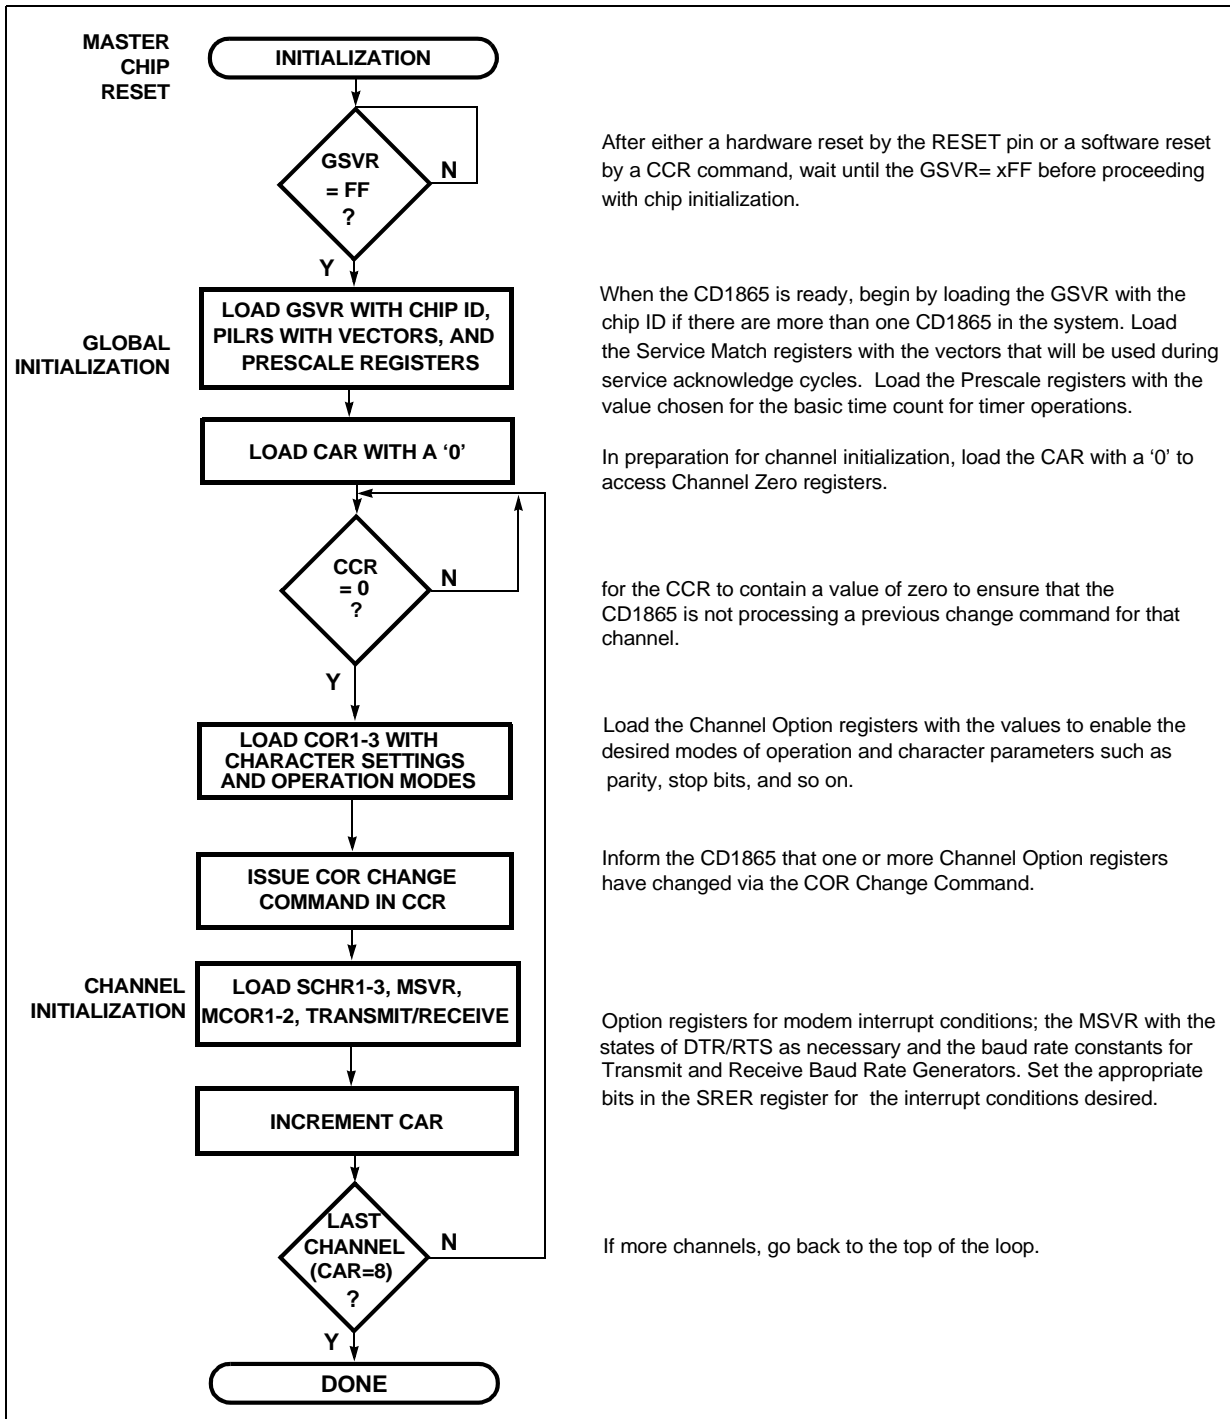 MASTER
CHIP
RESET
INITIALIZATION
GSVR
= FF
?
N
Y
After either a hardware reset by the RESET pin or a software reset
by a CCR command, wait until the GSVR= xFF before proceeding
with chip initialization.
GLOBAL
INITIALIZATION
LOAD GSVR WITH CHIP ID,
PILRS WITH VECTORS, AND
PRESCALE REGISTERS
When the CD1865 is ready, begin by loading the GSVR with the
chip ID if there are more than one CD1865 in the system. Load
the Service Match registers with the vectors that will be used during
service acknowledge cycles.  Load the Prescale registers with the
value chosen for the basic time count for timer operations.
LOAD CAR WITH A ‘0’
In preparation for channel initialization, load the CAR with a ‘0’ to
access Channel Zero registers.
CCR
= 0
?
N
Y
for the CCR to contain a value of zero to ensure that the
CD1865 is not processing a previous change command for that
channel.
LOAD COR1-3 WITH
CHARACTER SETTINGS
AND OPERATION MODES
Load the Channel Option registers with the values to enable the
desired modes of operation and character parameters such as
parity, stop bits, and so on.
ISSUE COR CHANGE
COMMAND IN CCR
Inform the CD1865 that one or more Channel Option registers
have changed via the COR Change Command.
CHANNEL
INITIALIZATION
LOAD SCHR1-3, MSVR,
MCOR1-2, TRANSMIT/RECEIVE
Option registers for modem interrupt conditions; the MSVR with the
states of DTR/RTS as necessary and the baud rate constants for
Transmit and Receive Baud Rate Generators. Set the appropriate
bits in the SRER register for  the interrupt conditions desired.
INCREMENT CAR
LAST
CHANNEL
(CAR=8)
?
N
Y
If more channels, go back to the top of the loop.
DONE